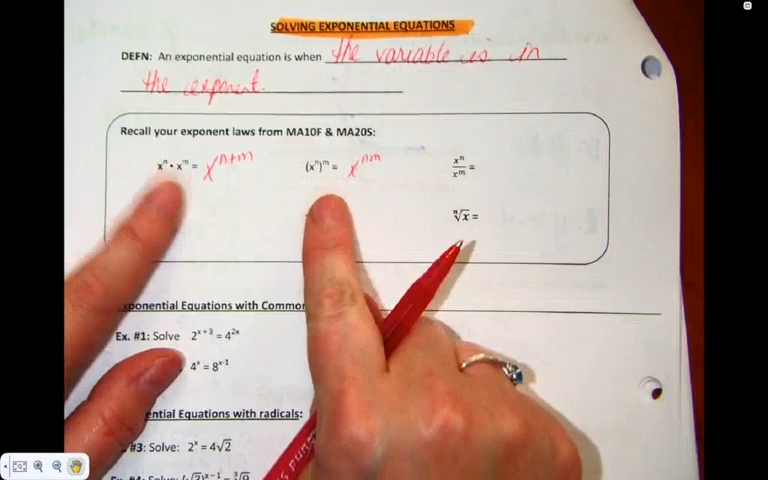 SOLVING EXPONENTIAL EQUATIONS
DEFN: An exponential equation is when the variable is in
the exponent.
Recall your exponent laws from MA10F & MA20S:
xⁿ • xᵐ = xⁿ⁺ᵐ (xⁿ)ᵐ = xⁿᵐ xⁿ/xᵐ =
ⁿ√x =
ponential Equations with Common
Ex. #1: Solve 2ˣ⁺³ = 4²ˣ
4ˣ = 8ˣ⁻¹
ential Equations with radicals:
#3: Solve: 2ˣ = 4√2